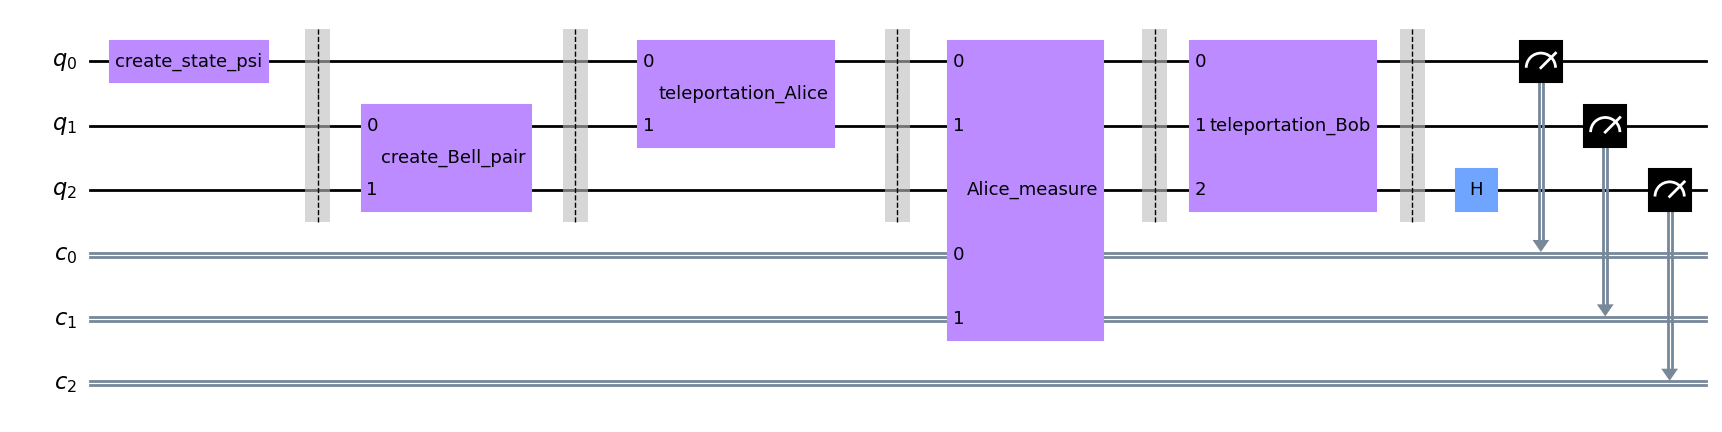 q0 create_state_psi 0 teleportation_Alice 1 0 1 Alice_measure 0 1 0 1 teleportation_Bob 2
q1 0 create_Bell_pair 1
q2 H
c0
c1
c2